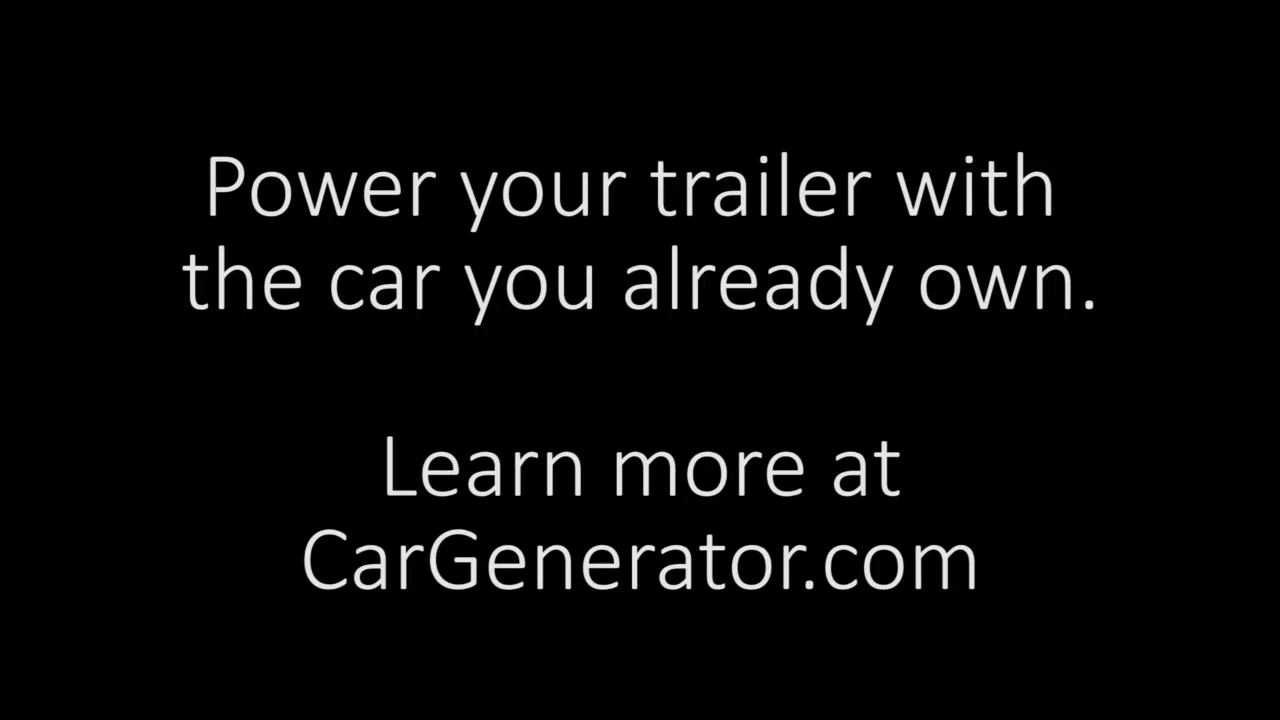 Power your trailer with
the car you already own.
Learn more at
CarGenerator.com